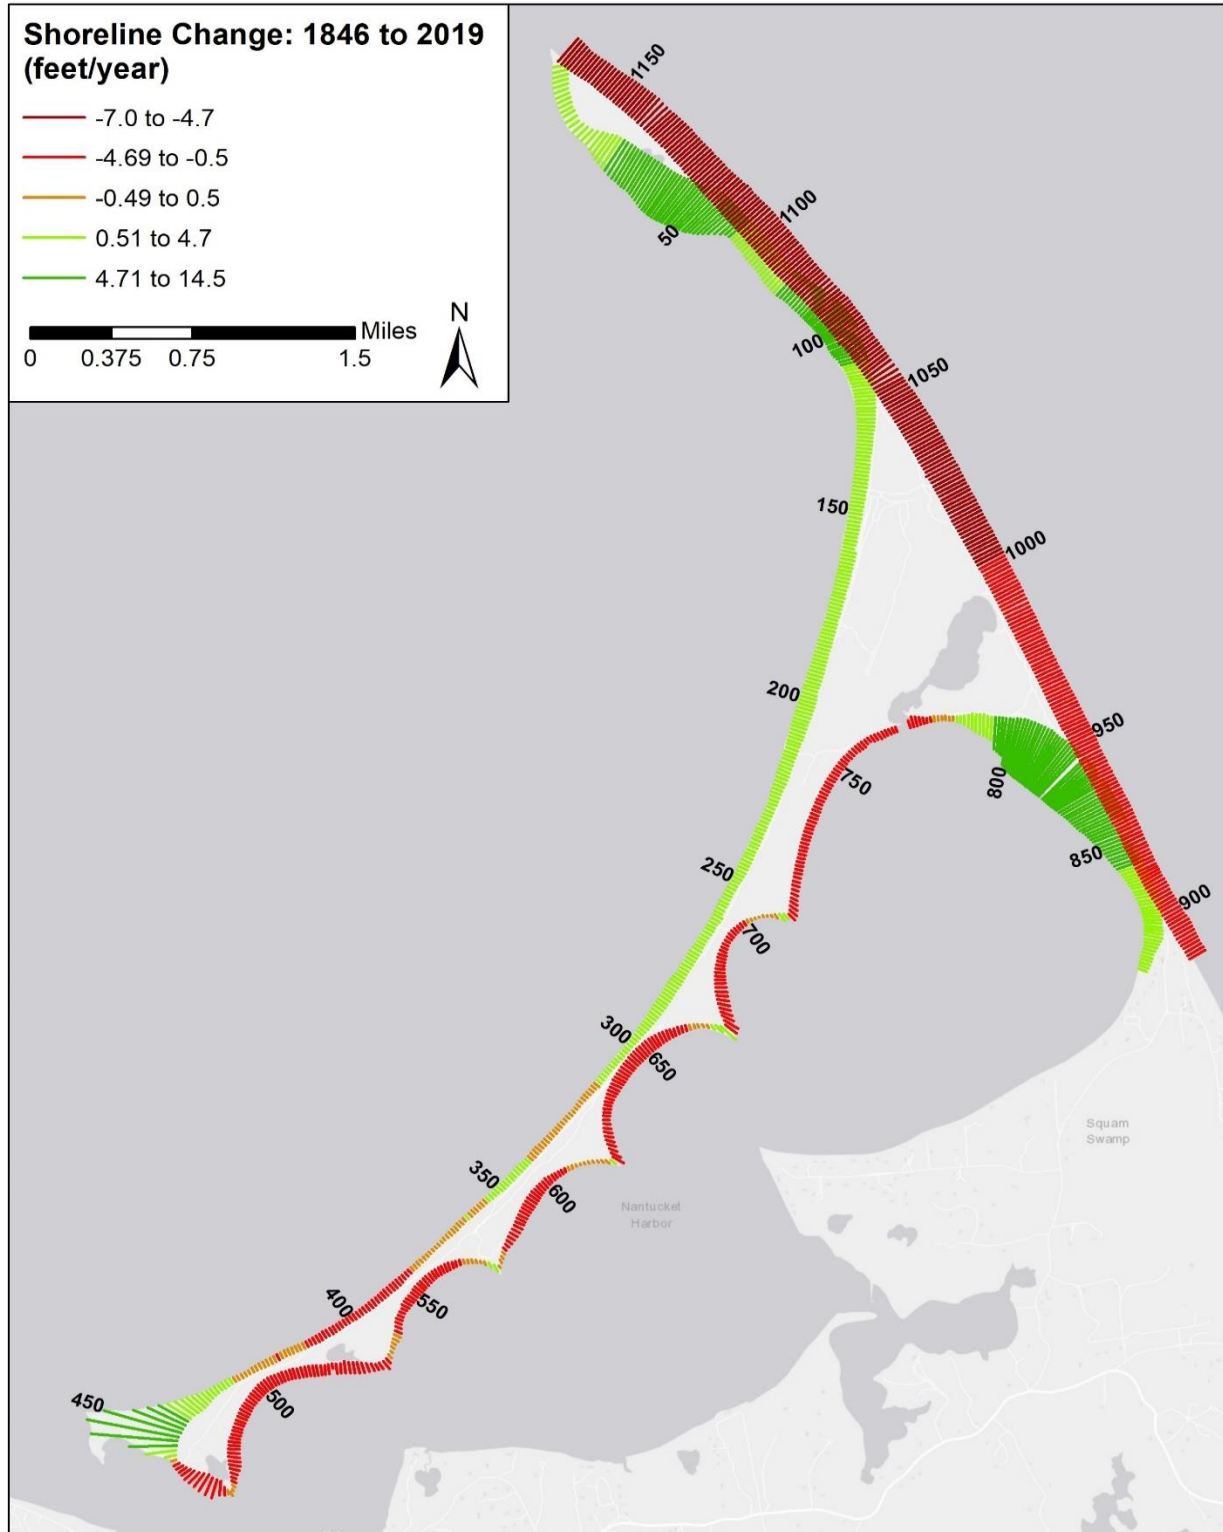 Shoreline Change: 1846 to 2019
(feet/year)
-7.0 to -4.7
-4.69 to -0.5
-0.49 to 0.5
0.51 to 4.7
4.71 to 14.5
N
Miles
0 0.375 0.75 1.5
1150
1100
50
100
1050
150
1000
200
950
750
800
850
250
900
700
300
650
350
600
Squam
Swamp
Nantucket
Harbor
400
550
450
500